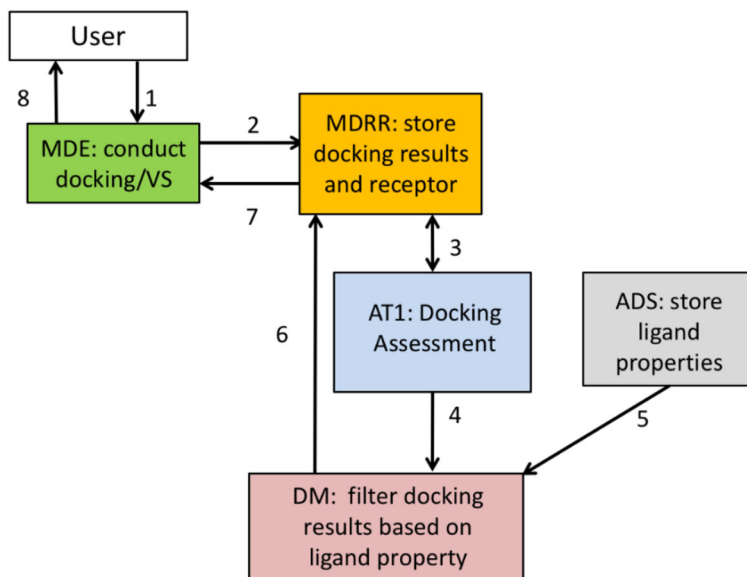 User
8
1
2
MDE: conduct
docking/VS
MDRR: store
docking results
and receptor
7
3
6
AT1: Docking
Assessment
ADS: store
ligand
properties
4
5
DM:  filter docking
results based on
ligand property